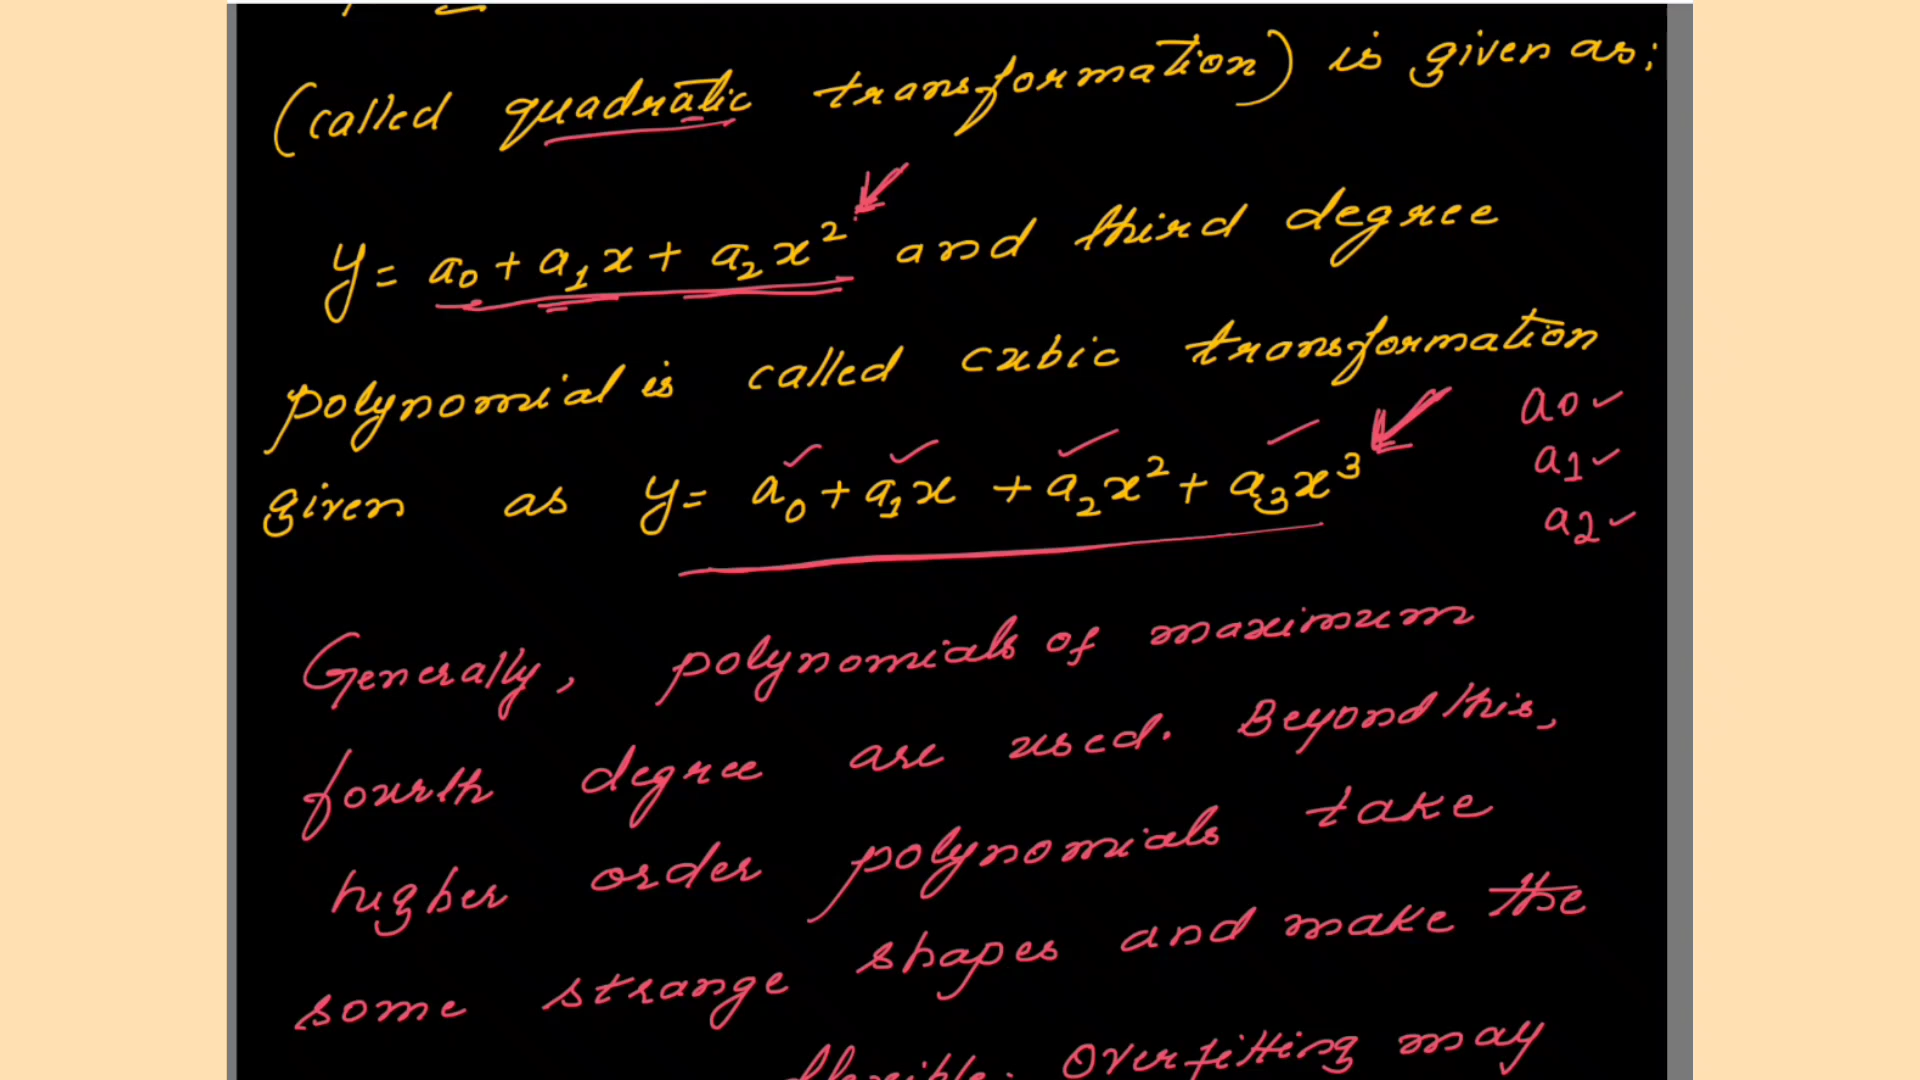 (called quadratic transformation) is given as;
y = a₀ + a₁x + a₂x² and third degree
polynomial is called cubic transformation
given as y = a₀ + a₁x + a₂x² + a₃x³
a0 ✓
a1 ✓
a2 ✓
Generally, polynomials of maximum
fourth degree are used. Beyond this,
higher order polynomials take
some strange shapes and make the
flexible. Overfitting may